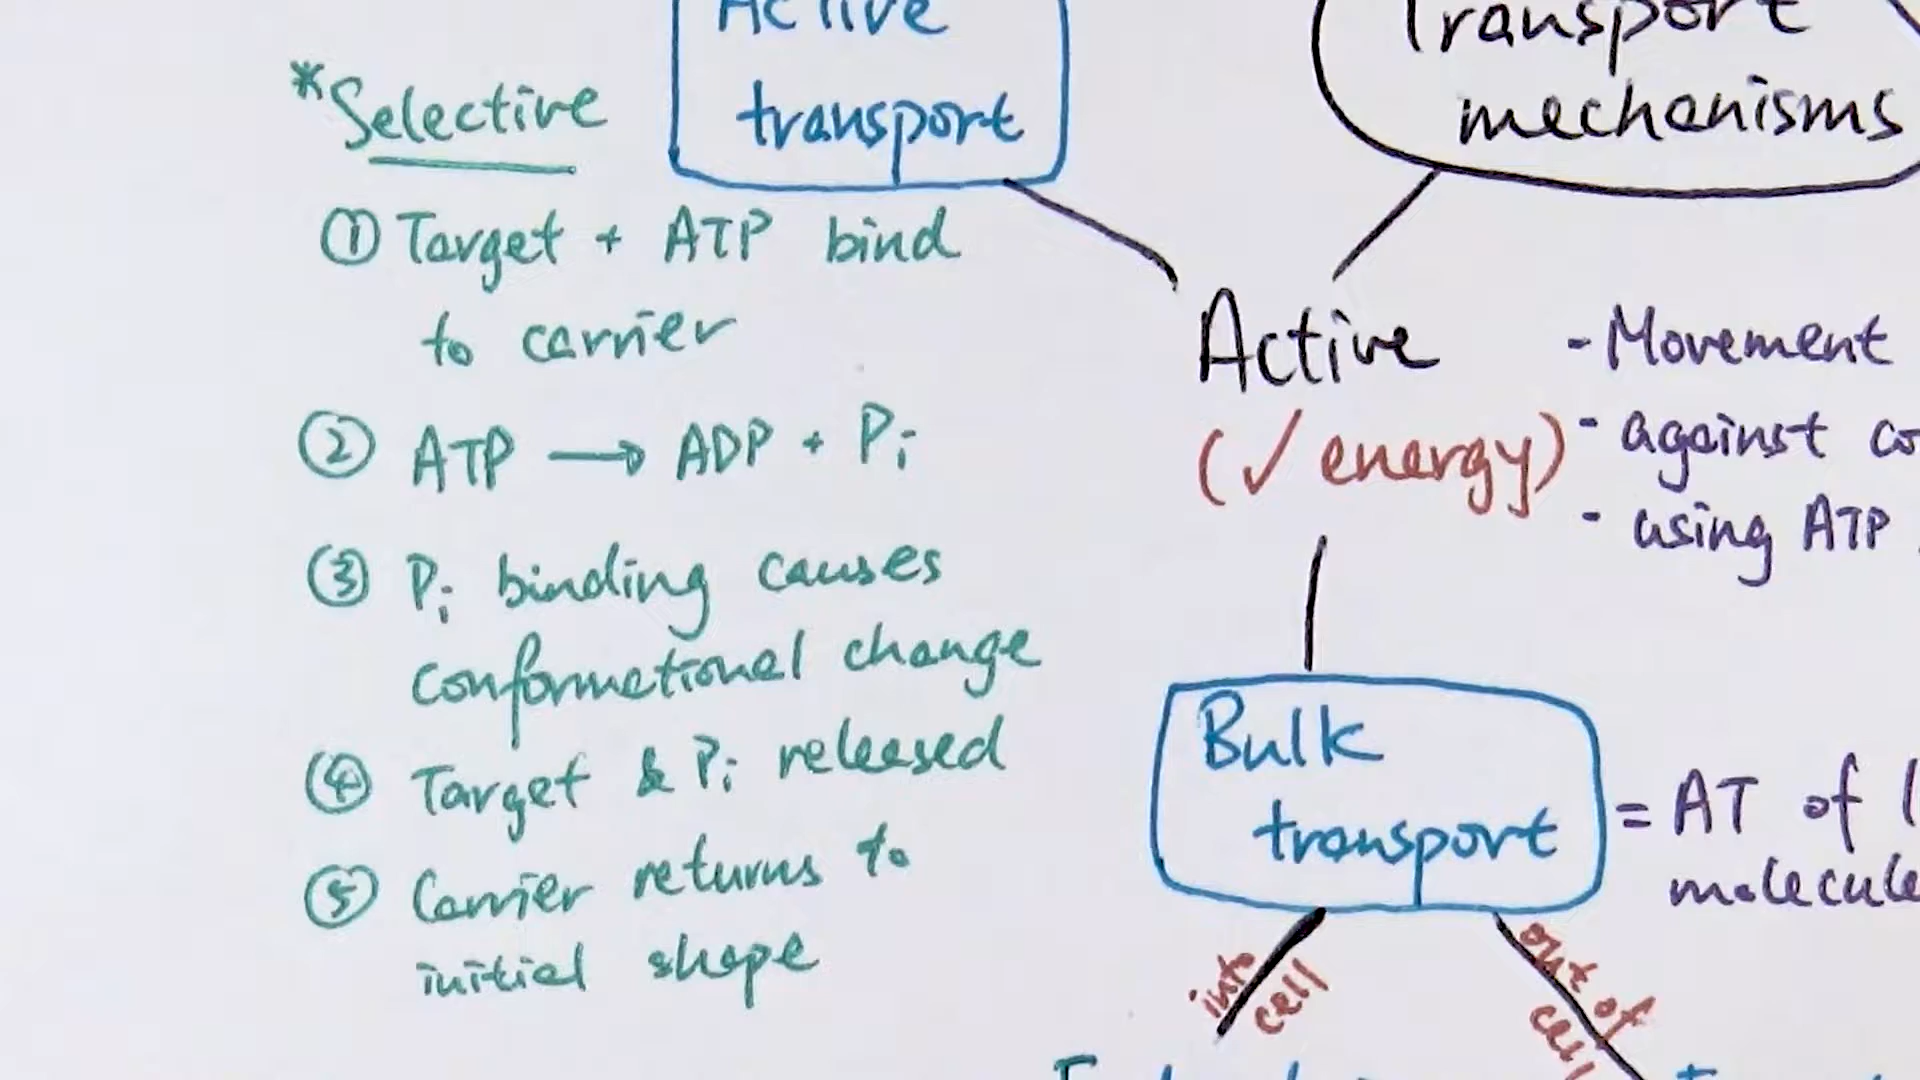 Active
transport
Transport
mechanisms
*Selective
① Target + ATP bind
to carrier
② ATP → ADP + Pi
③ Pi binding causes
conformational change
④ Target & Pi released
⑤ Carrier returns to
initial shape
Active
(✓ energy)
- Movement
- against
- using ATP
Bulk
transport
= AT of
molecule
into
cell
out of
cell